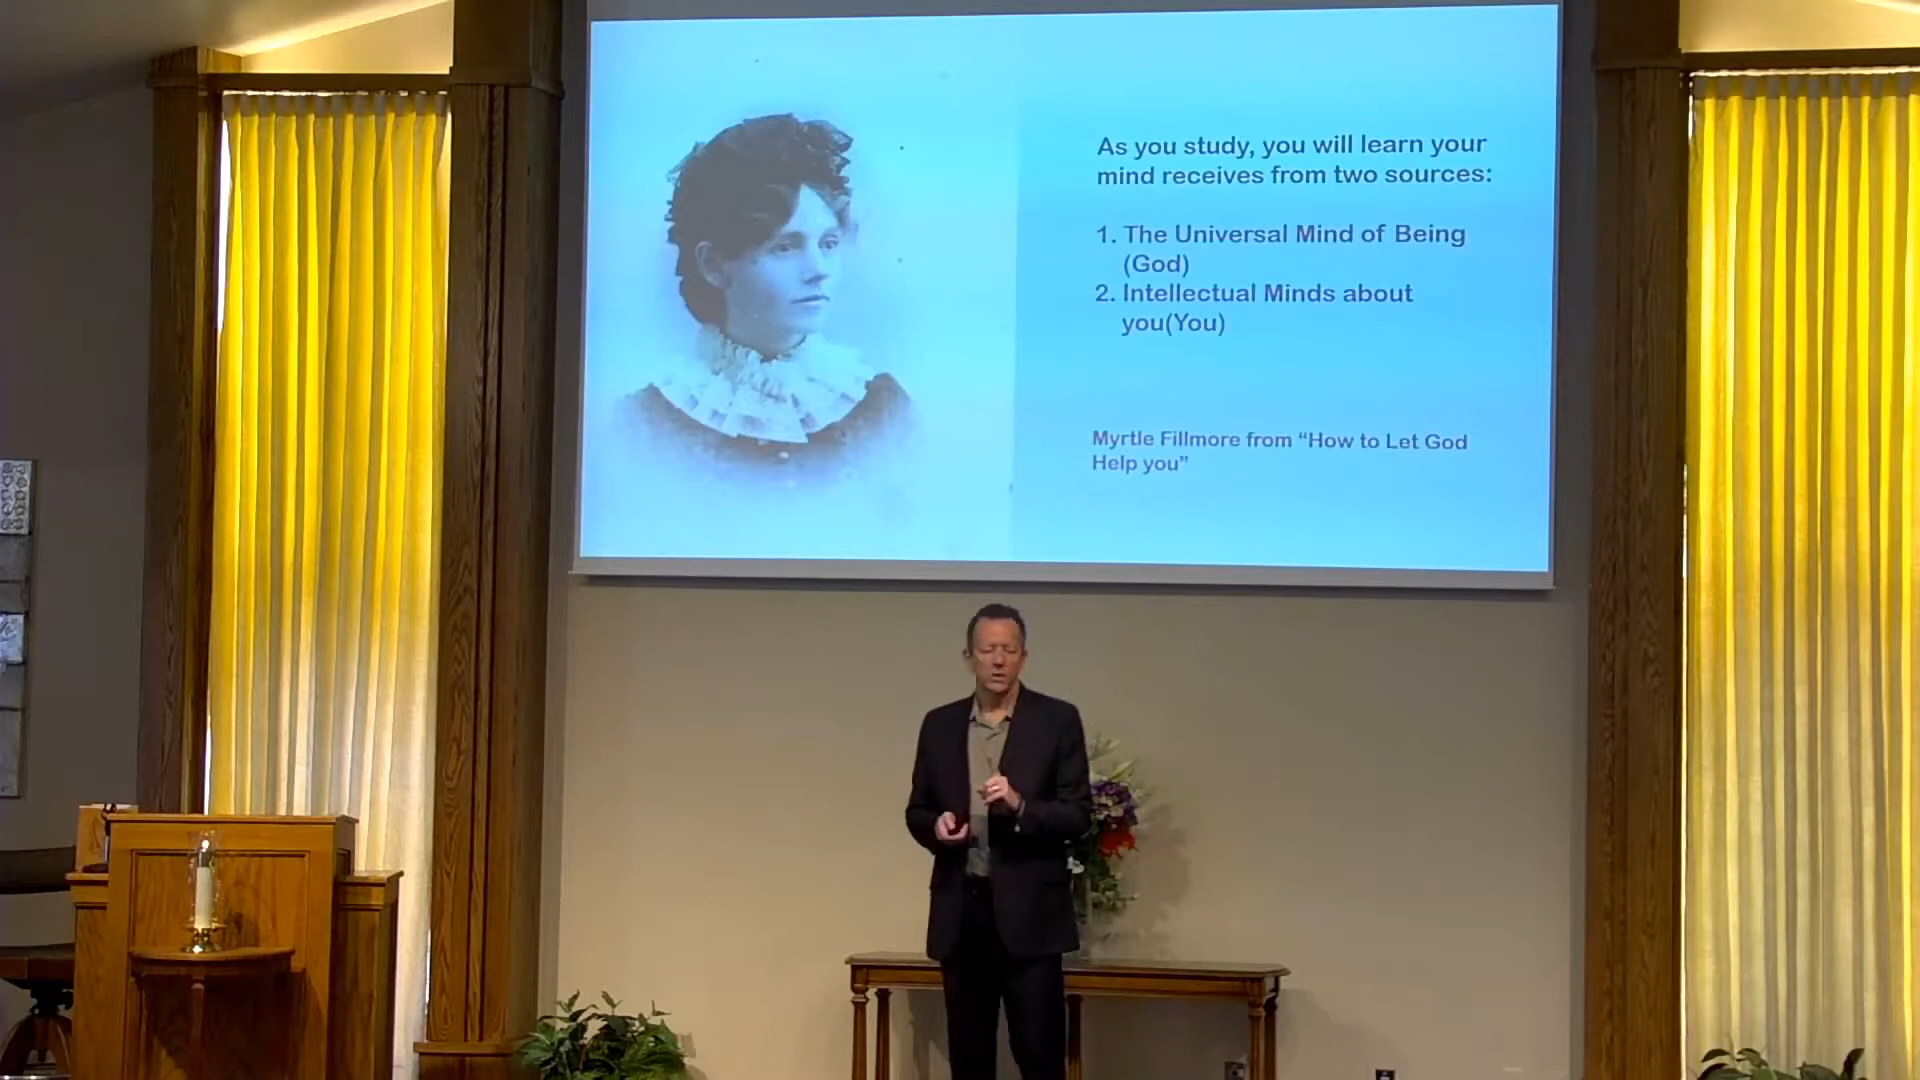 As you study, you will learn your
mind receives from two sources:
1. The Universal Mind of Being
(God)
2. Intellectual Minds about
you(You)
Myrtle Fillmore from “How to Let God
Help you”